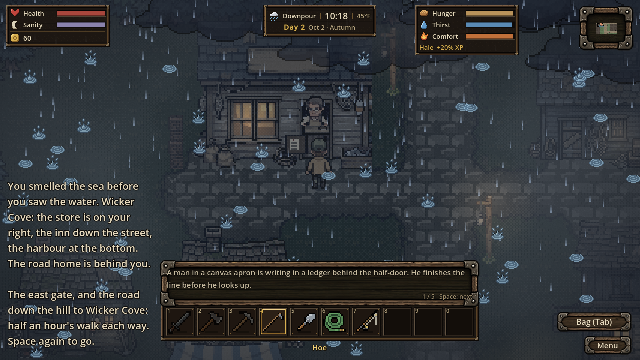 Health
Sanity
60
Downpour | 10:18 | 45°F
Day 2 Oct 2 · Autumn
Hunger
Thirst
Comfort
Hale +20% XP
You smelled the sea before
you saw the water. Wicker
Cove: the store is on your
right, the inn down the street,
the harbour at the bottom.
The road home is behind you.
The east gate, and the road
down the hill to Wicker Cove:
half an hour's walk each way.
Space again to go.
A man in a canvas apron is writing in a ledger behind the half-door. He finishes the
line before he looks up.
1 / 5
Hoe
Bag (Tab)
Menu